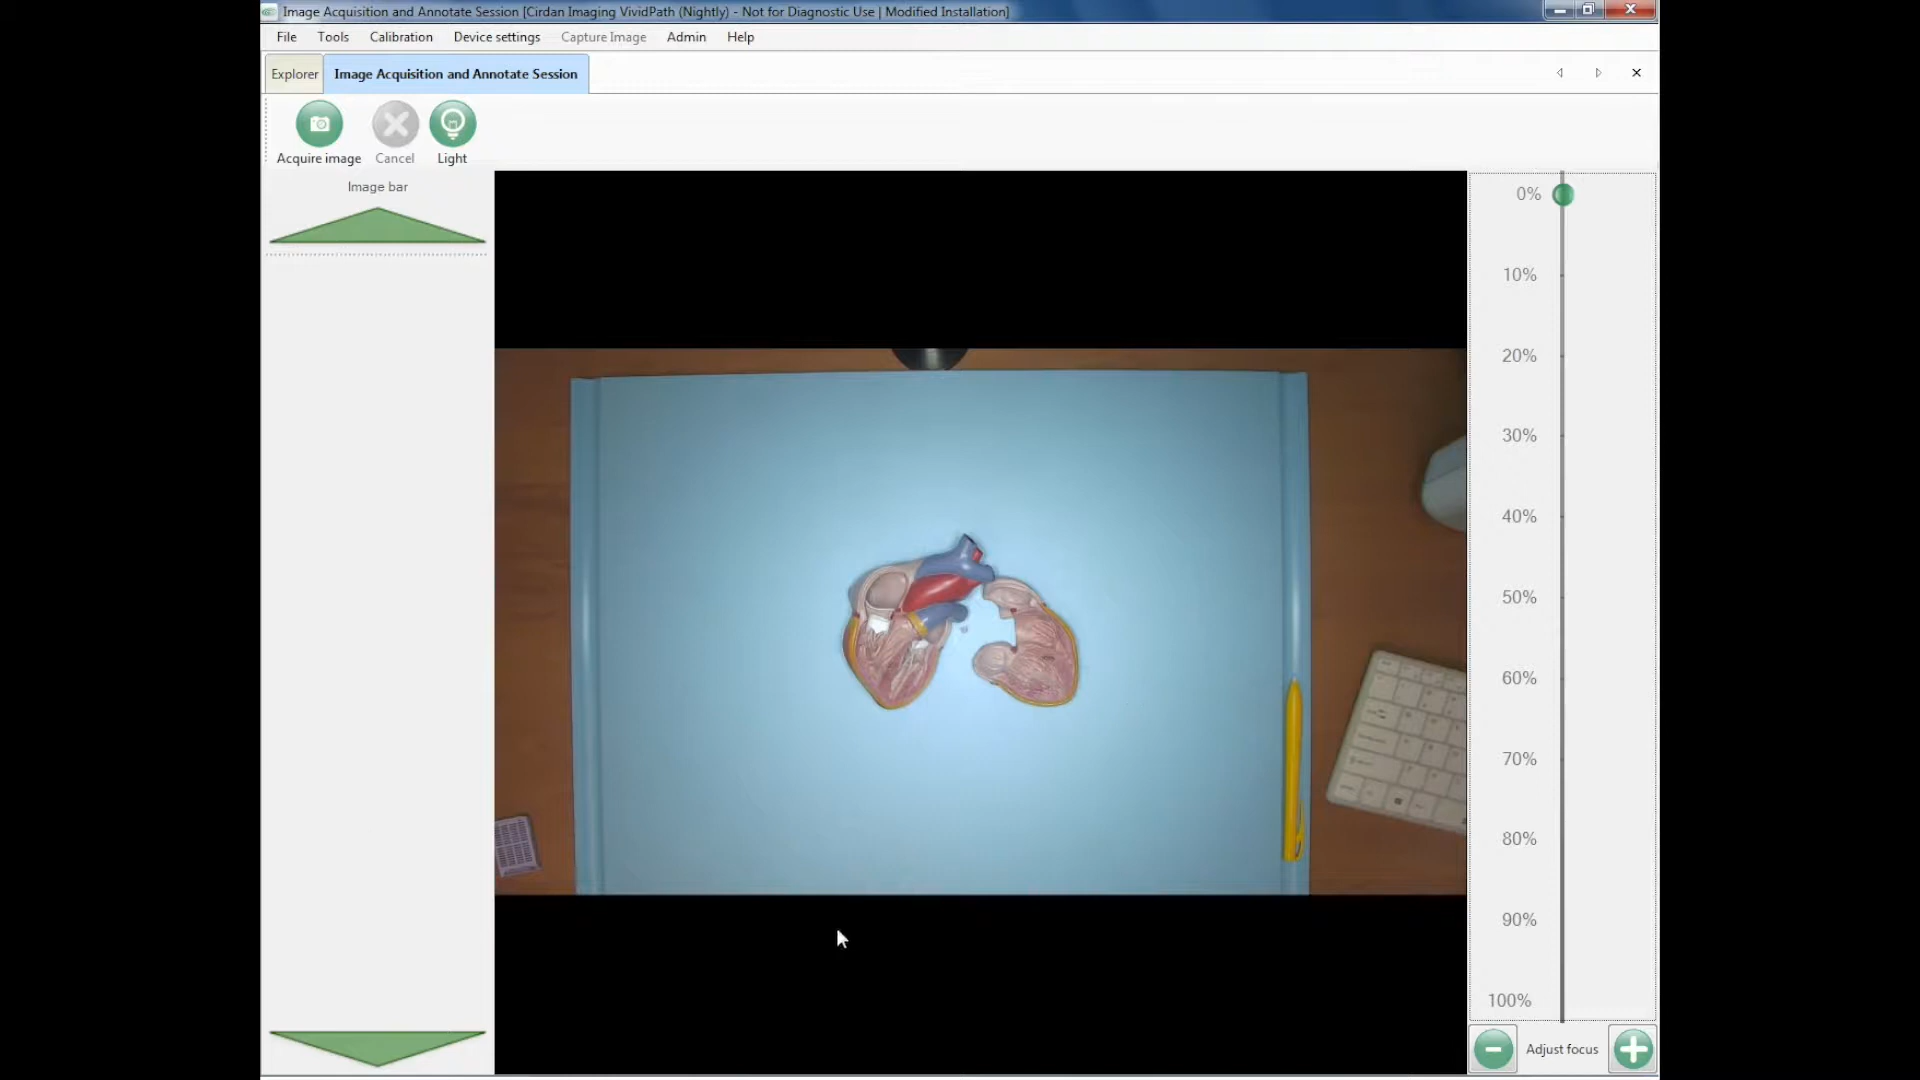 Image Acquisition and Annotate Session [Cirdan Imaging VividPath (Nightly) - Not for Diagnostic Use | Modified Installation]
File Tools Calibration Device settings Capture Image Admin Help
Explorer Image Acquisition and Annotate Session
Acquire image Cancel Light
Image bar
0%
10%
20%
30%
40%
50%
60%
70%
80%
90%
100%
Adjust focus